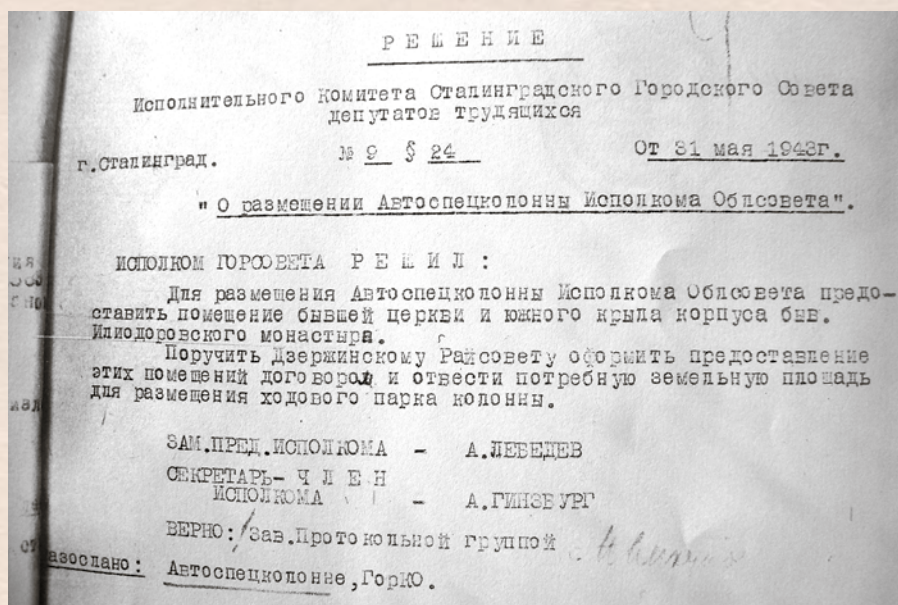 РЕШЕНИЕ
Исполнительного Комитета Сталинградского Городского Совета
депутатов трудящихся
г.Сталинград. № 9 § 24 От 31 мая 1943г.
"О размещении Автоспецколонны Исполкома Облсовета".
ИСПОЛКОМ ГОРСОВЕТА РЕШИЛ:
Для размещения Автоспецколонны Исполкома Облсовета предо-
ставить помещение бывшей церкви и южного крыла корпуса быв.
Илиодоровского монастыря.
Поручить Дзержинскому Райсовету оформить предоставление
этих помещений договором и отвести потребную земельную площадь
для размещения ходового парка колонны.
ЗАМ.ПРЕД.ИСПОЛКОМА - А.ЛЕБЕДЕВ
СЕКРЕТАРЬ-ЧЛЕН
ИСПОЛКОМА - А.ГИНЗБУРГ
ВЕРНО: Зав.Протокольной группой
азослано: Автоспецколонне, ГорКО.